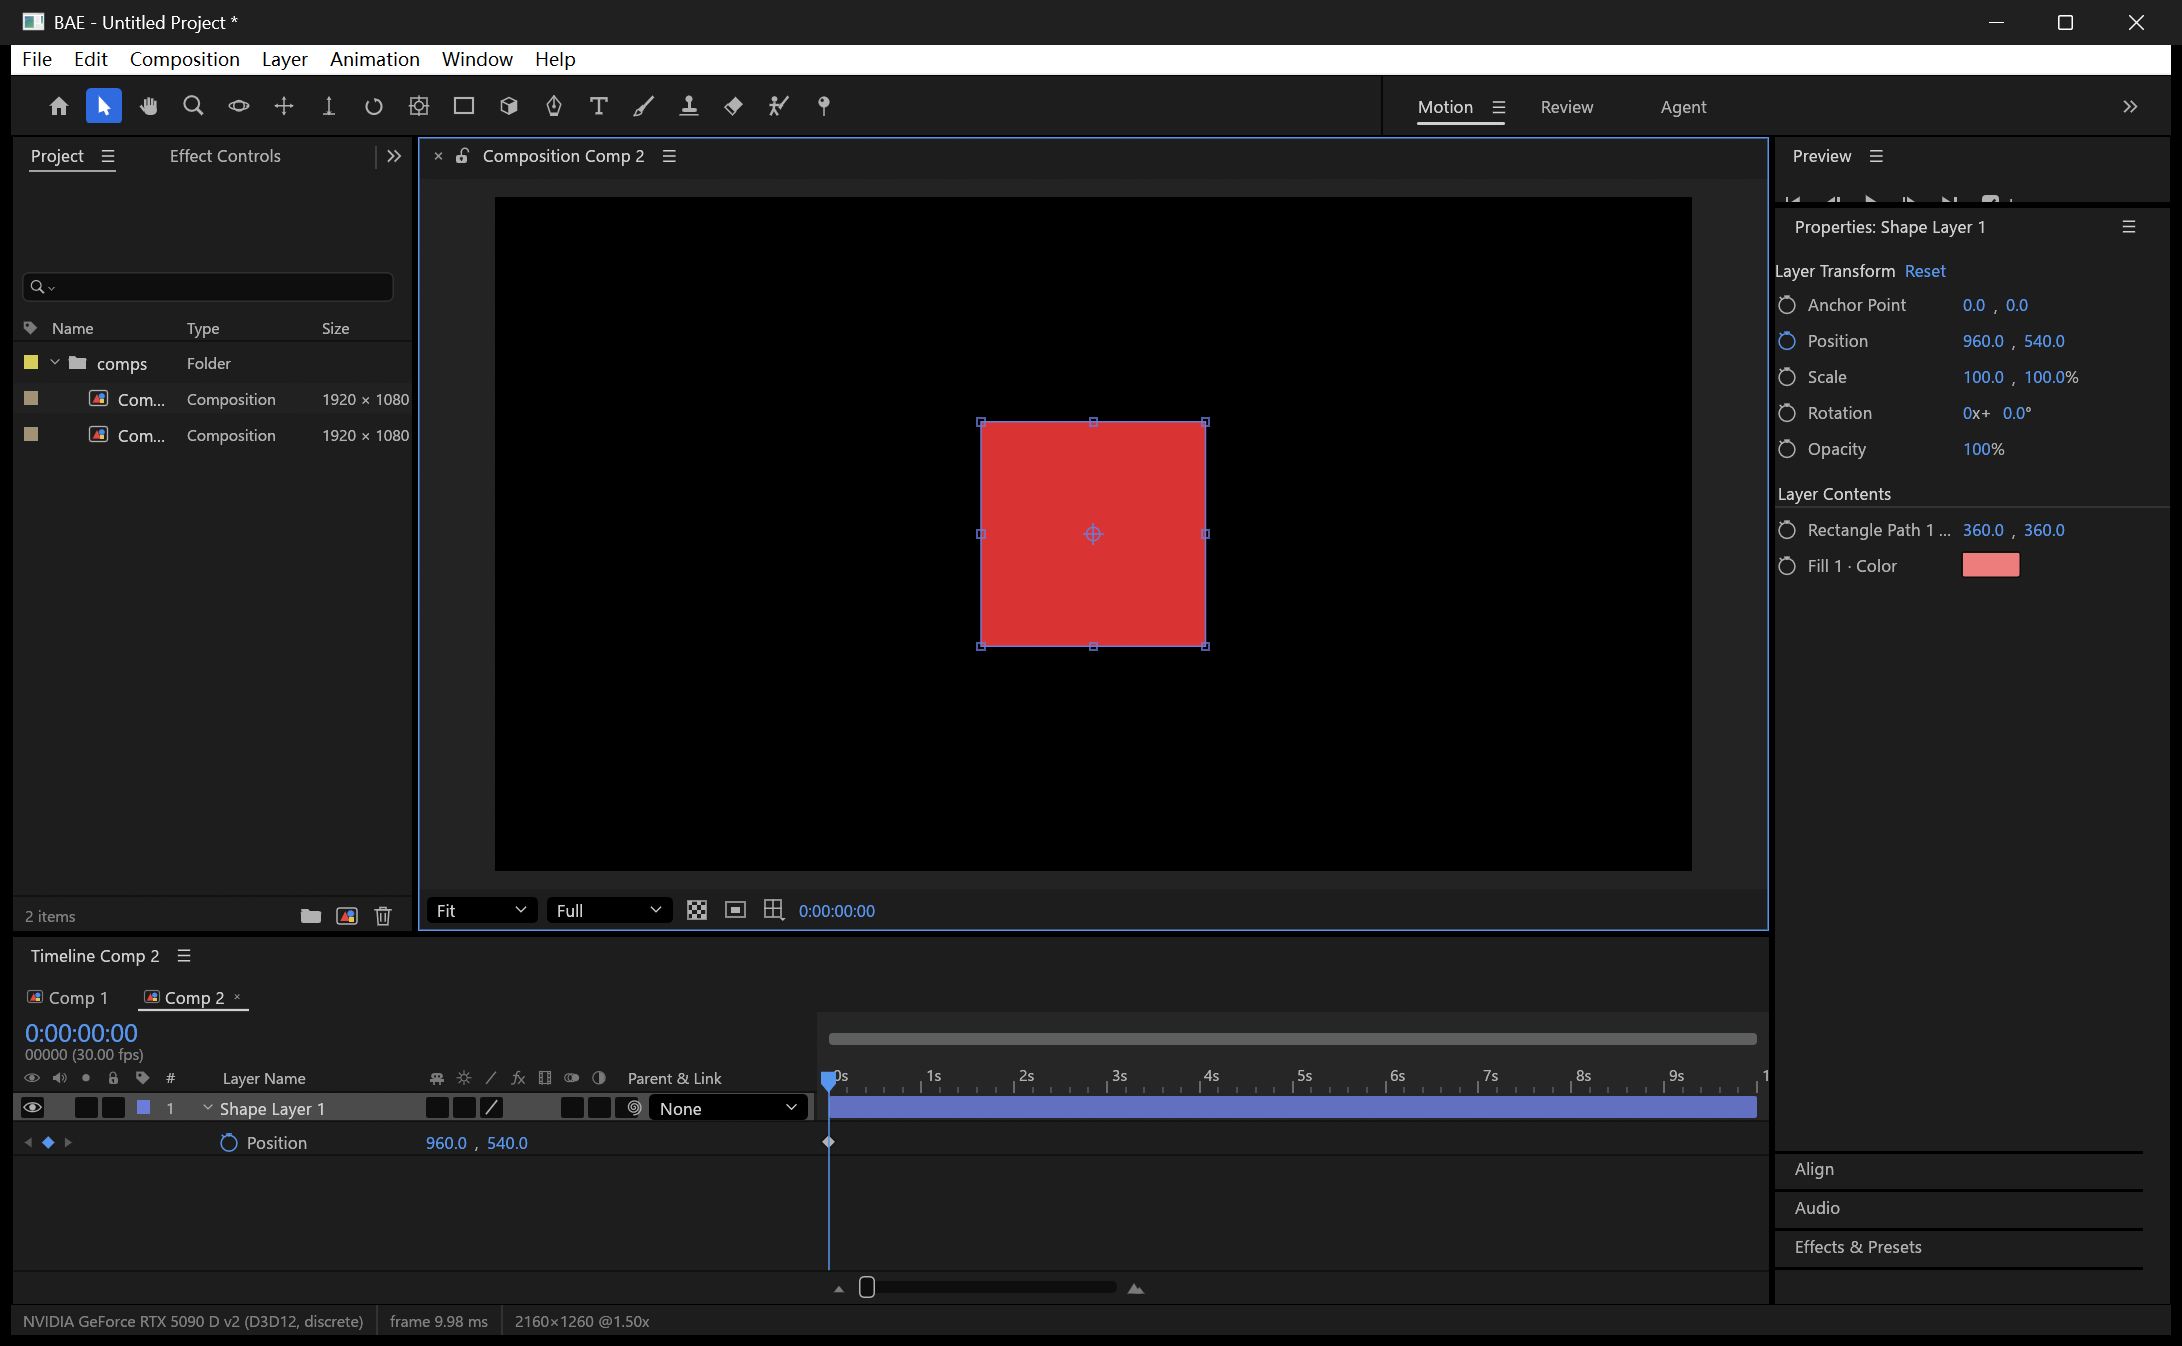 BAE - Untitled Project *
File Edit Composition Layer Animation Window Help
Motion Review Agent
Project Effect Controls
Composition Comp 2
Preview
Properties: Shape Layer 1
Layer Transform Reset
Anchor Point 0.0 , 0.0
Position 960.0 , 540.0
Scale 100.0 , 100.0%
Rotation 0x+ 0.0°
Opacity 100%
Layer Contents
Rectangle Path 1 ... 360.0 , 360.0
Fill 1 · Color
Name Type Size
comps Folder
Com... Composition 1920 × 1080
Com... Composition 1920 × 1080
2 items
Fit Full 0:00:00:00
Timeline Comp 2
Comp 1 Comp 2
0:00:00:00
00000 (30.00 fps)
# Layer Name fx Parent & Link
0s 1s 2s 3s 4s 5s 6s 7s 8s 9s 1
1 Shape Layer 1 None
Position 960.0 , 540.0
Align
Audio
Effects & Presets
NVIDIA GeForce RTX 5090 D v2 (D3D12, discrete) frame 9.98 ms 2160×1260 @1.50x